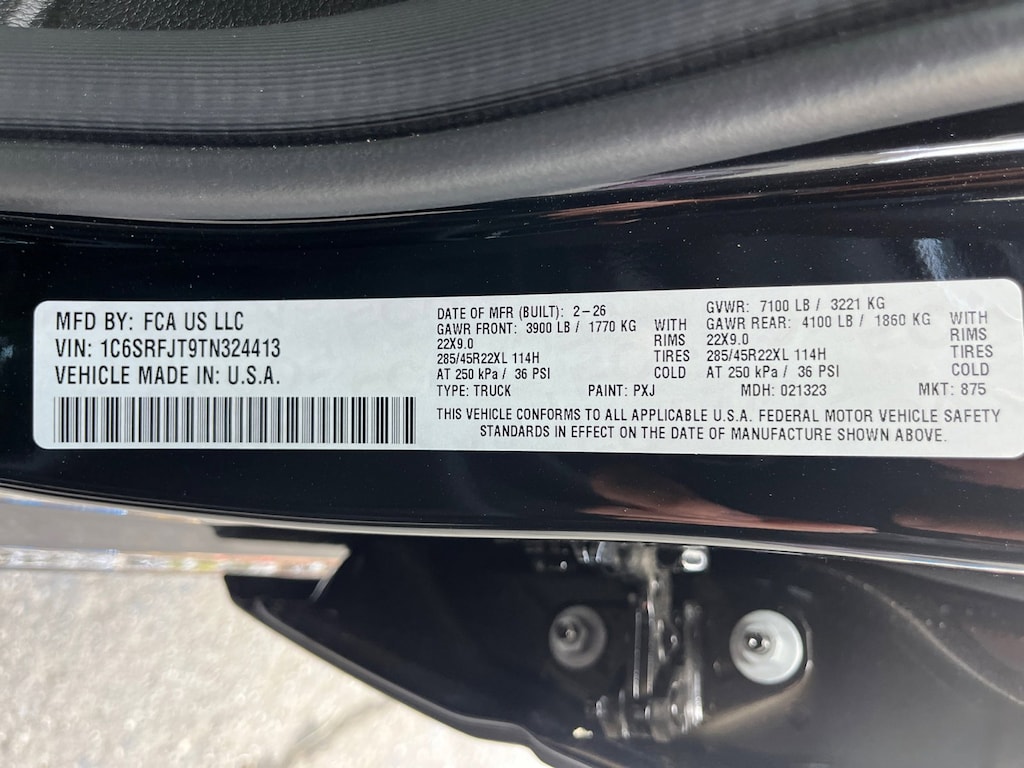 MFD BY: FCA US LLC
VIN: 1C6SRFJT9TN324413
VEHICLE MADE IN: U.S.A.
DATE OF MFR (BUILT): 2-26 GVWR: 7100 LB / 3221 KG
GAWR FRONT: 3900 LB / 1770 KG WITH GAWR REAR: 4100 LB / 1860 KG WITH
22X9.0 RIMS 22X9.0 RIMS
285/45R22XL 114H TIRES 285/45R22XL 114H TIRES
AT 250 kPa / 36 PSI COLD AT 250 kPa / 36 PSI COLD
TYPE: TRUCK PAINT: PXJ MDH: 021323 MKT: 875
THIS VEHICLE CONFORMS TO ALL APPLICABLE U.S.A. FEDERAL MOTOR VEHICLE SAFETY
STANDARDS IN EFFECT ON THE DATE OF MANUFACTURE SHOWN ABOVE.